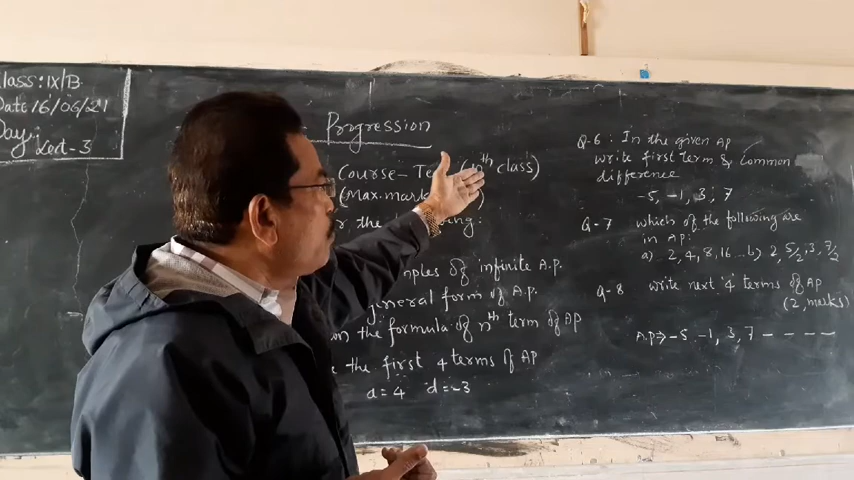 Class: IX/B
Date 16/06/21
Day:
Lect-3
Progression
Course- (10th class)
(Max. mark
the
ples of infinite A.P.
general form of A.P.
the formula of nth term of AP
the first 4 terms of AP
a = 4 d = -3
Q-6: In the given AP
write first term & Common
difference
-5, -1, 3, 7
Q-7 which of the following are
in AP:
a) 2, 4, 8, 16 ... b) 2, 5/2, 3, 7/2
Q-8 write next '4' terms of AP
(2, marks)
A.P→ -5 -1, 3, 7 - - - -